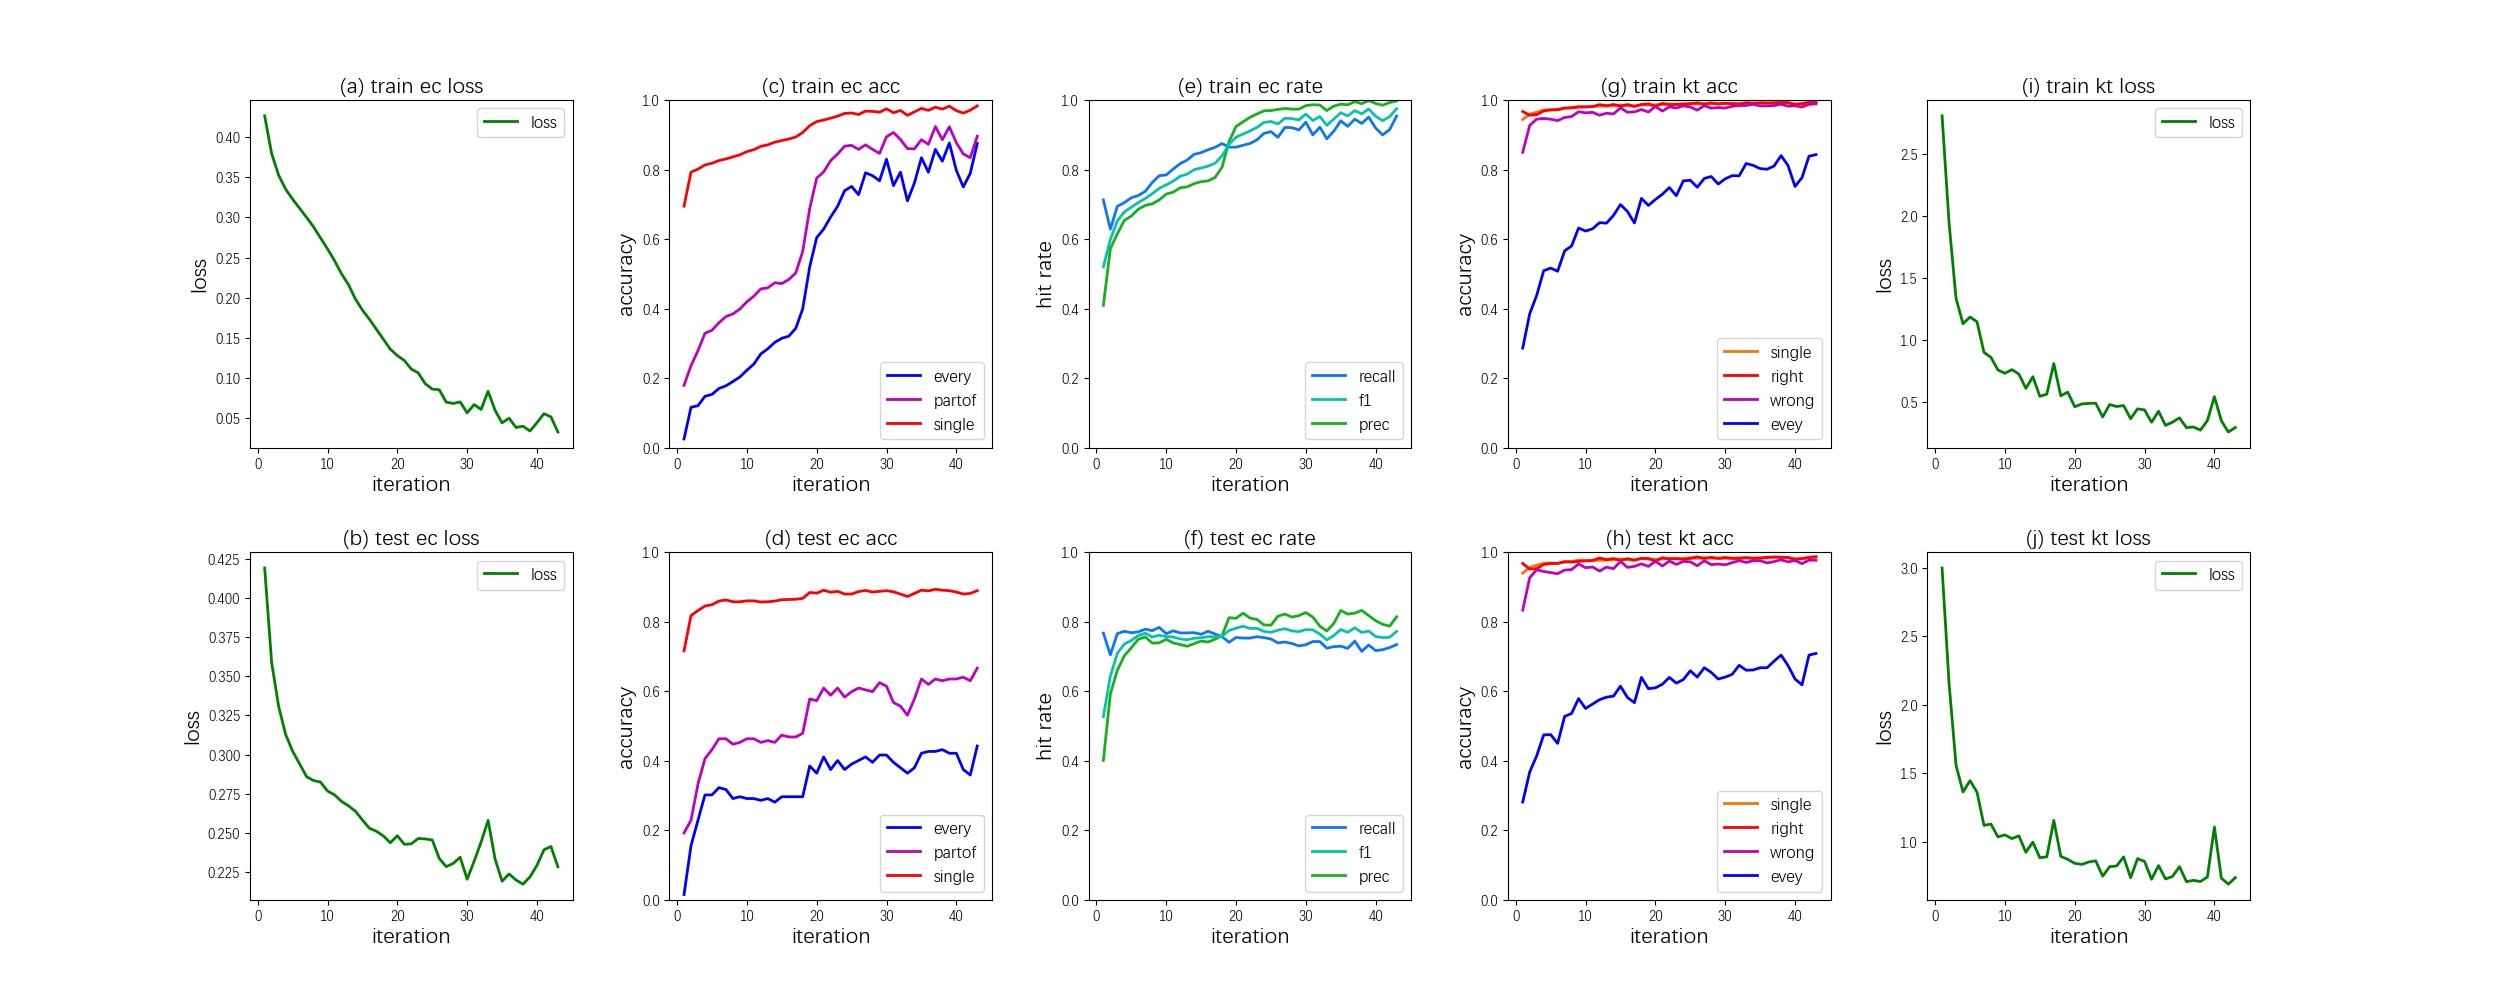 (a) train ec loss
0.40
0.35
0.30
0.25
0.20
0.15
0.10
0.05
loss
loss
0 10 20 30 40
iteration
(c) train ec acc
1.0
0.8
0.6
0.4
0.2
0.0
accuracy
every
partof
single
0 10 20 30 40
iteration
(e) train ec rate
1.0
0.8
0.6
0.4
0.2
0.0
hit rate
recall
f1
prec
0 10 20 30 40
iteration
(g) train kt acc
1.0
0.8
0.6
0.4
0.2
0.0
accuracy
single
right
wrong
evey
0 10 20 30 40
iteration
(i) train kt loss
2.5
2.0
1.5
1.0
0.5
loss
loss
0 10 20 30 40
iteration
(b) test ec loss
0.425
0.400
0.375
0.350
0.325
0.300
0.275
0.250
0.225
loss
loss
0 10 20 30 40
iteration
(d) test ec acc
1.0
0.8
0.6
0.4
0.2
0.0
accuracy
every
partof
single
0 10 20 30 40
iteration
(f) test ec rate
1.0
0.8
0.6
0.4
0.2
0.0
hit rate
recall
f1
prec
0 10 20 30 40
iteration
(h) test kt acc
1.0
0.8
0.6
0.4
0.2
0.0
accuracy
single
right
wrong
evey
0 10 20 30 40
iteration
(j) test kt loss
3.0
2.5
2.0
1.5
1.0
loss
loss
0 10 20 30 40
iteration